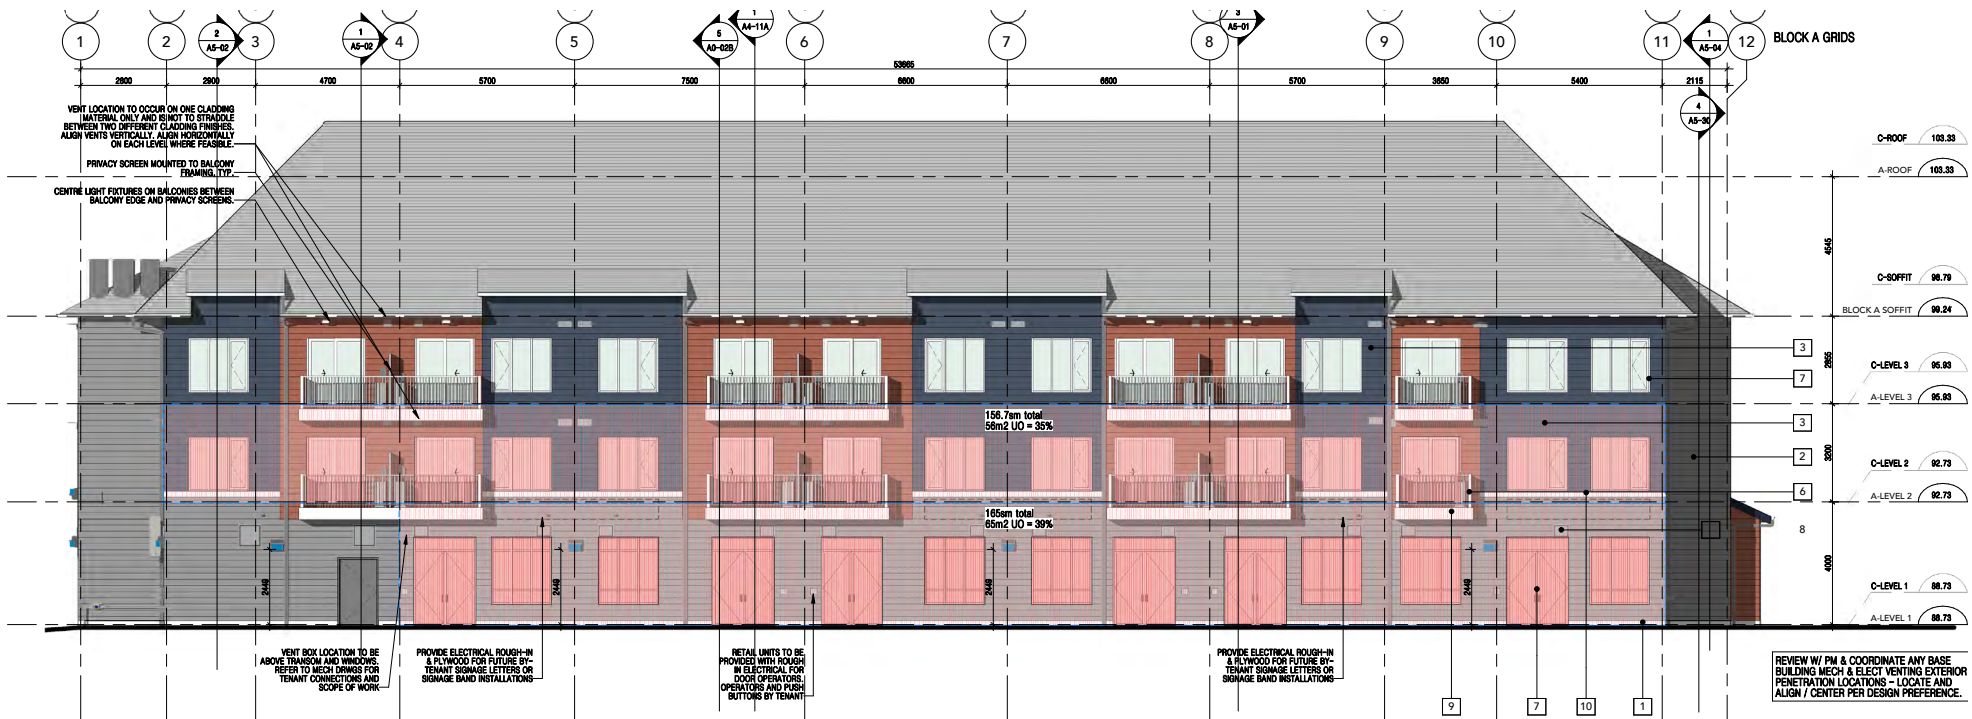 1
2
2
A5-02
3
1
A5-02
4
5
5
A0-02B
1
A4-11A
6
7
8
3
A5-01
9
10
11
1
A5-04
12
BLOCK A GRIDS
53665
2800
2900
4700
5700
7500
6600
6600
5700
3650
5400
2115
4
A5-30
VENT LOCATION TO OCCUR ON ONE CLADDING
MATERIAL ONLY AND IS NOT TO STRADDLE
BETWEEN TWO DIFFERENT CLADDING FINISHES.
ALIGN VENTS VERTICALLY. ALIGN HORIZONTALLY
ON EACH LEVEL WHERE FEASIBLE.
PRIVACY SCREEN MOUNTED TO BALCONY
FRAMING, TYP.
CENTRE LIGHT FIXTURES ON BALCONIES BETWEEN
BALCONY EDGE AND PRIVACY SCREENS.
C-ROOF 103.33
A-ROOF 103.33
4545
C-SOFFIT 98.79
BLOCK A SOFFIT 99.24
3
2855
C-LEVEL 3 95.93
7
A-LEVEL 3 95.93
156.7sm total
56m2 UO = 35%
3
2
3200
C-LEVEL 2 92.73
6
A-LEVEL 2 92.73
165sm total
65m2 UO = 39%
8
4000
2449
2449
2449
2449
C-LEVEL 1 88.73
A-LEVEL 1 88.73
VENT BOX LOCATION TO BE
ABOVE TRANSOM AND WINDOWS.
REFER TO MECH DRWGS FOR
TENANT CONNECTIONS AND
SCOPE OF WORK
PROVIDE ELECTRICAL ROUGH-IN
& PLYWOOD FOR FUTURE BY-
TENANT SIGNAGE LETTERS OR
SIGNAGE BAND INSTALLATIONS
RETAIL UNITS TO BE
PROVIDED WITH ROUGH
IN ELECTRICAL FOR
DOOR OPERATORS.
OPERATORS AND PUSH
BUTTONS BY TENANT
PROVIDE ELECTRICAL ROUGH-IN
& PLYWOOD FOR FUTURE BY-
TENANT SIGNAGE LETTERS OR
SIGNAGE BAND INSTALLATIONS
9
7
10
1
REVIEW W/ PM & COORDINATE ANY BASE
BUILDING MECH & ELECT VENTING EXTERIOR
PENETRATION LOCATIONS - LOCATE AND
ALIGN / CENTER PER DESIGN PREFERENCE.